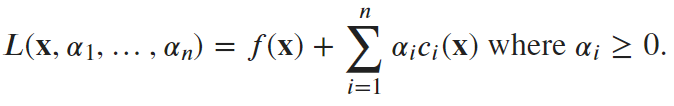 L(x, α₁, … , αₙ) = f(x) + ∑ᵢ₌₁ⁿ αᵢcᵢ(x) where αᵢ ≥ 0.